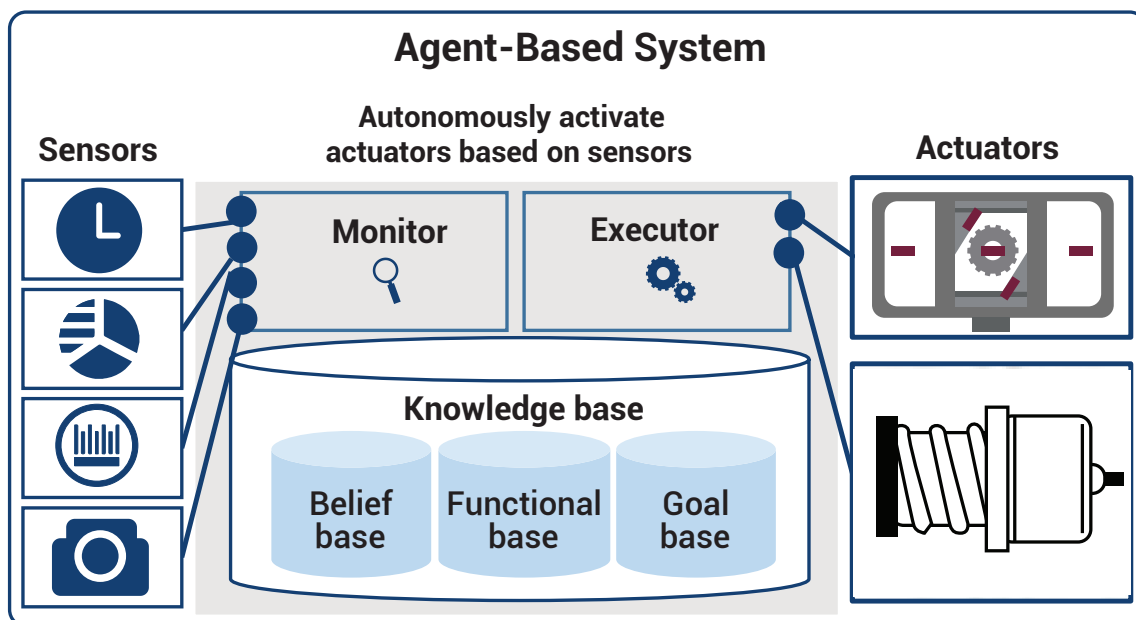 Agent-Based System
Autonomously activate
actuators based on sensors
Sensors
Actuators
Monitor
Executor
Knowledge base
Belief
base
Functional
base
Goal
base